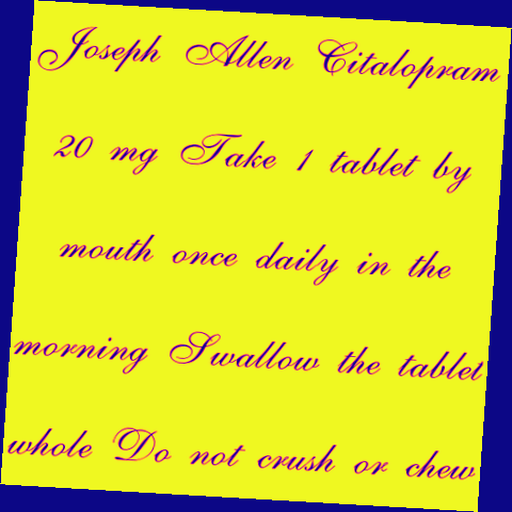 Joseph Allen Citalopram
20 mg Take 1 tablet by
mouth once daily in the
morning Swallow the tablet
whole Do not crush or chew